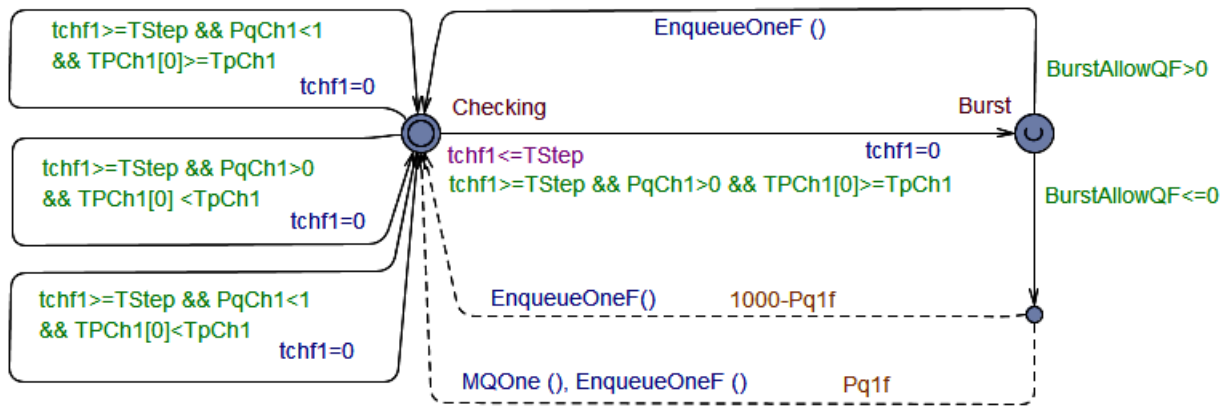 tchf1>=TStep && PqCh1<1
&& TPCh1[0]>=TpCh1
tchf1=0
EnqueueOneF ()
BurstAllowQF>0
Checking
Burst
tchf1<=TStep
tchf1=0
tchf1>=TStep && PqCh1>0 && TPCh1[0]>=TpCh1
tchf1>=TStep && PqCh1>0
&& TPCh1[0] <TpCh1
tchf1=0
BurstAllowQF<=0
tchf1>=TStep && PqCh1<1
&& TPCh1[0]<TpCh1
tchf1=0
EnqueueOneF() 1000-Pq1f
MQOne (), EnqueueOneF () Pq1f